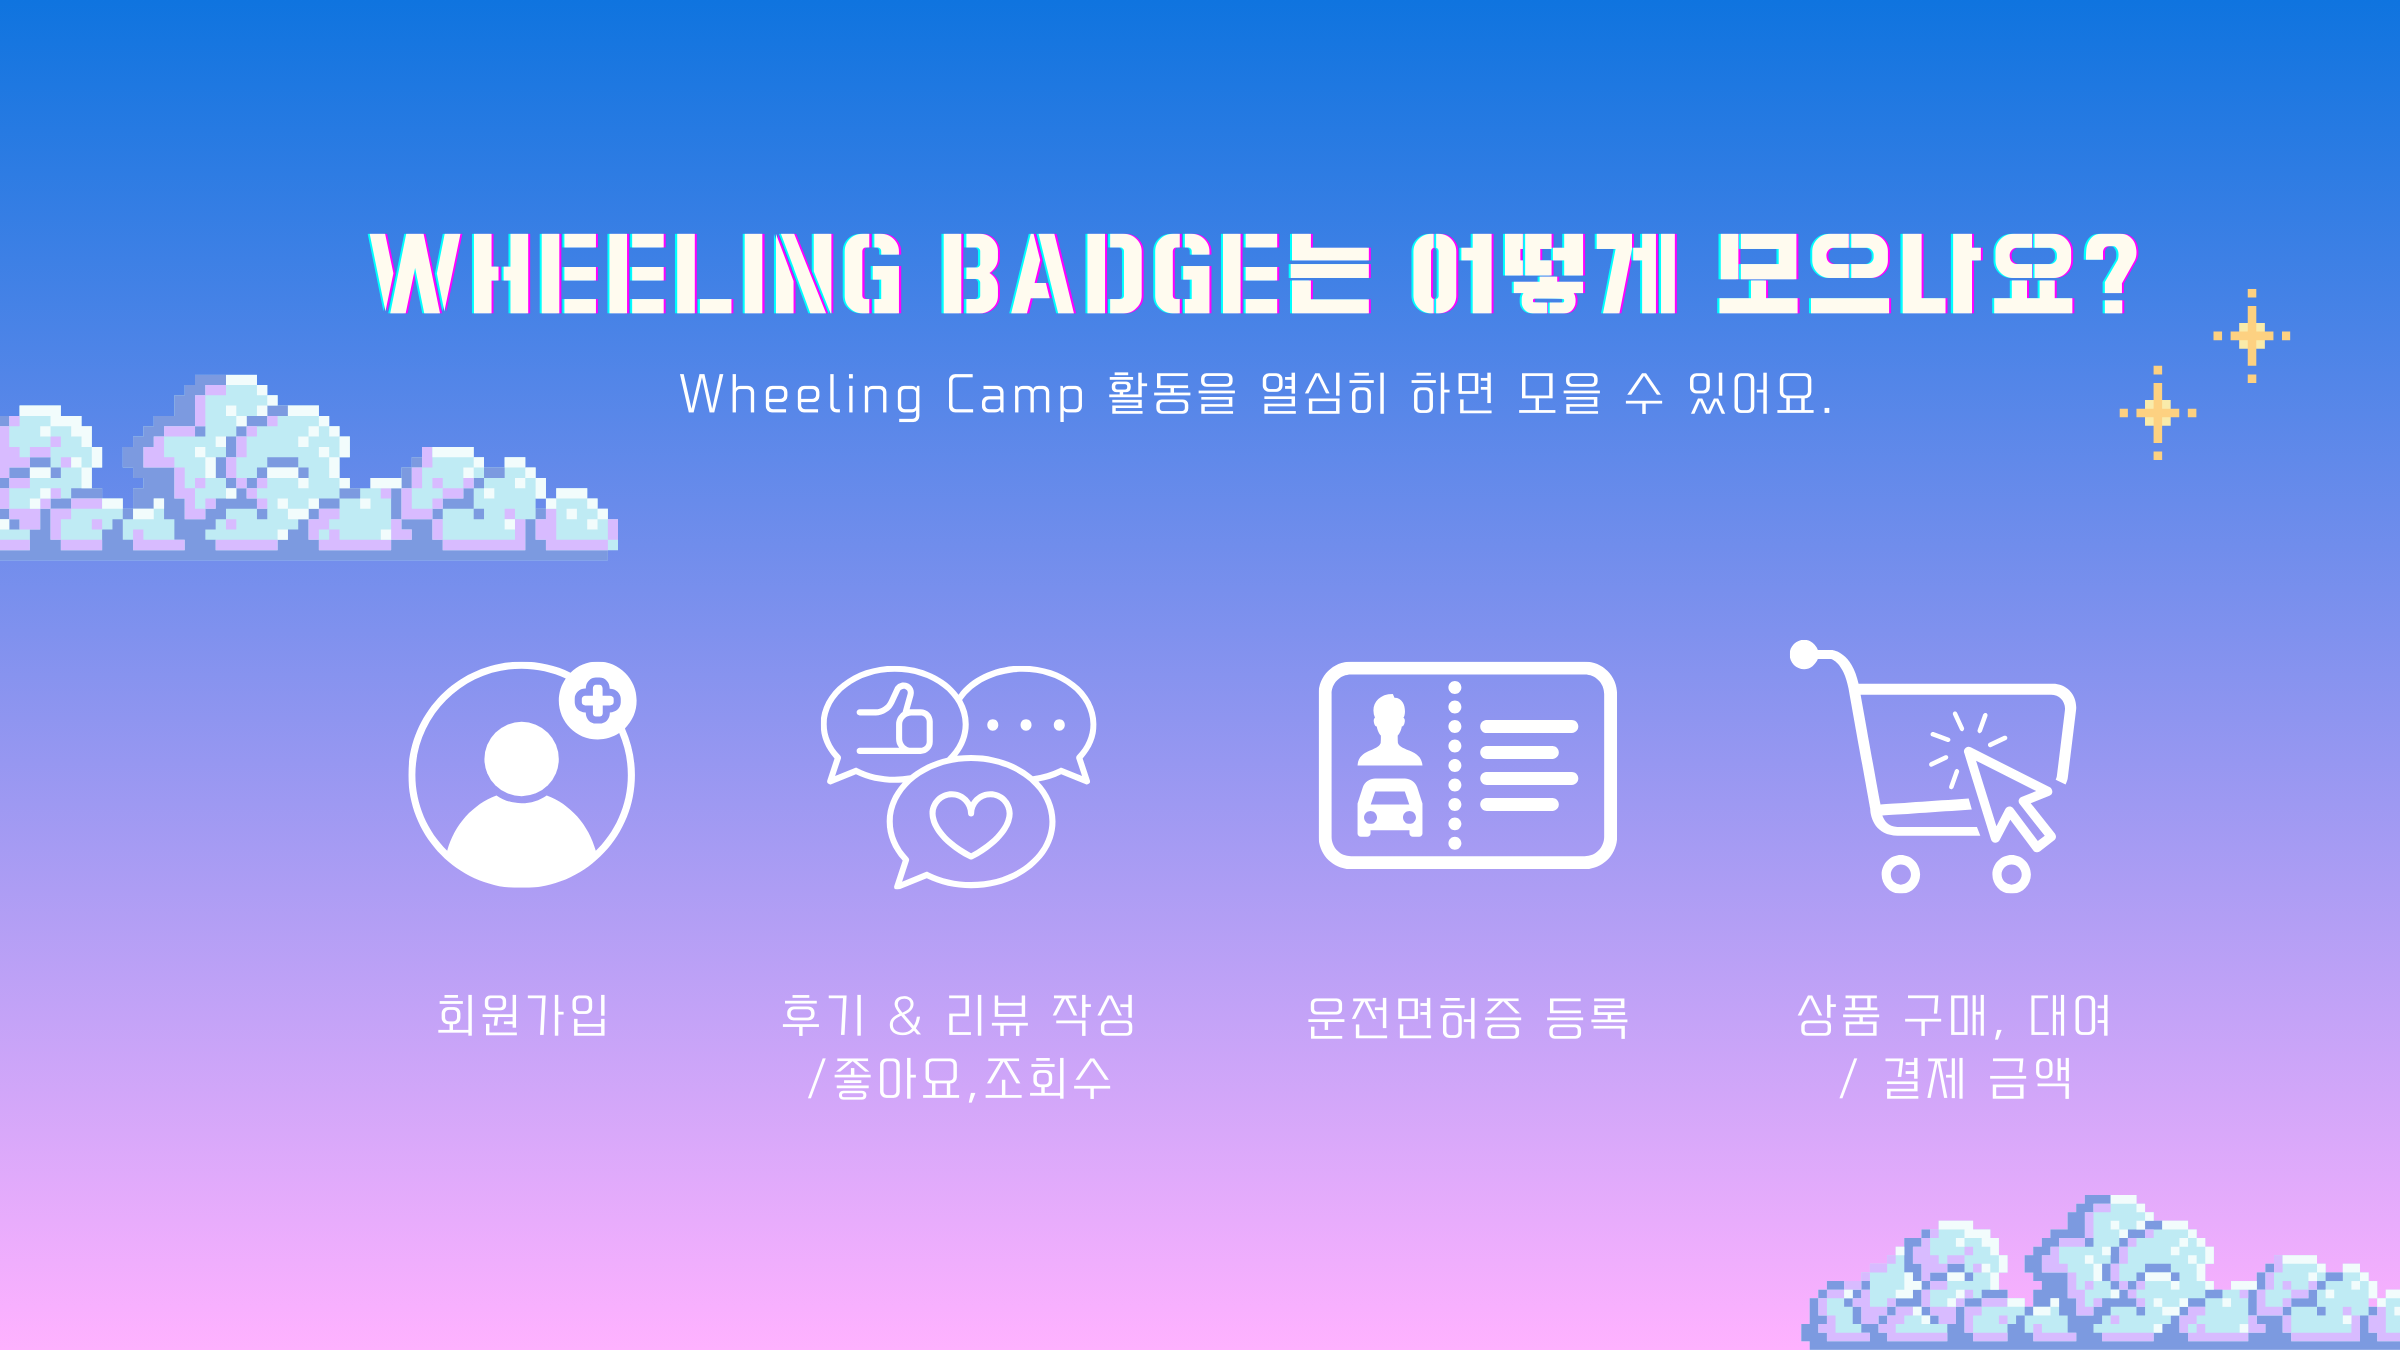 WHEELING BADGE는 어떻게 모으나요?
Wheeling Camp 활동을 열심히 하면 모을 수 있어요.
회원가입
후기 & 리뷰 작성
/좋아요,조회수
운전면허증 등록
상품 구매, 대여
/ 결제 금액